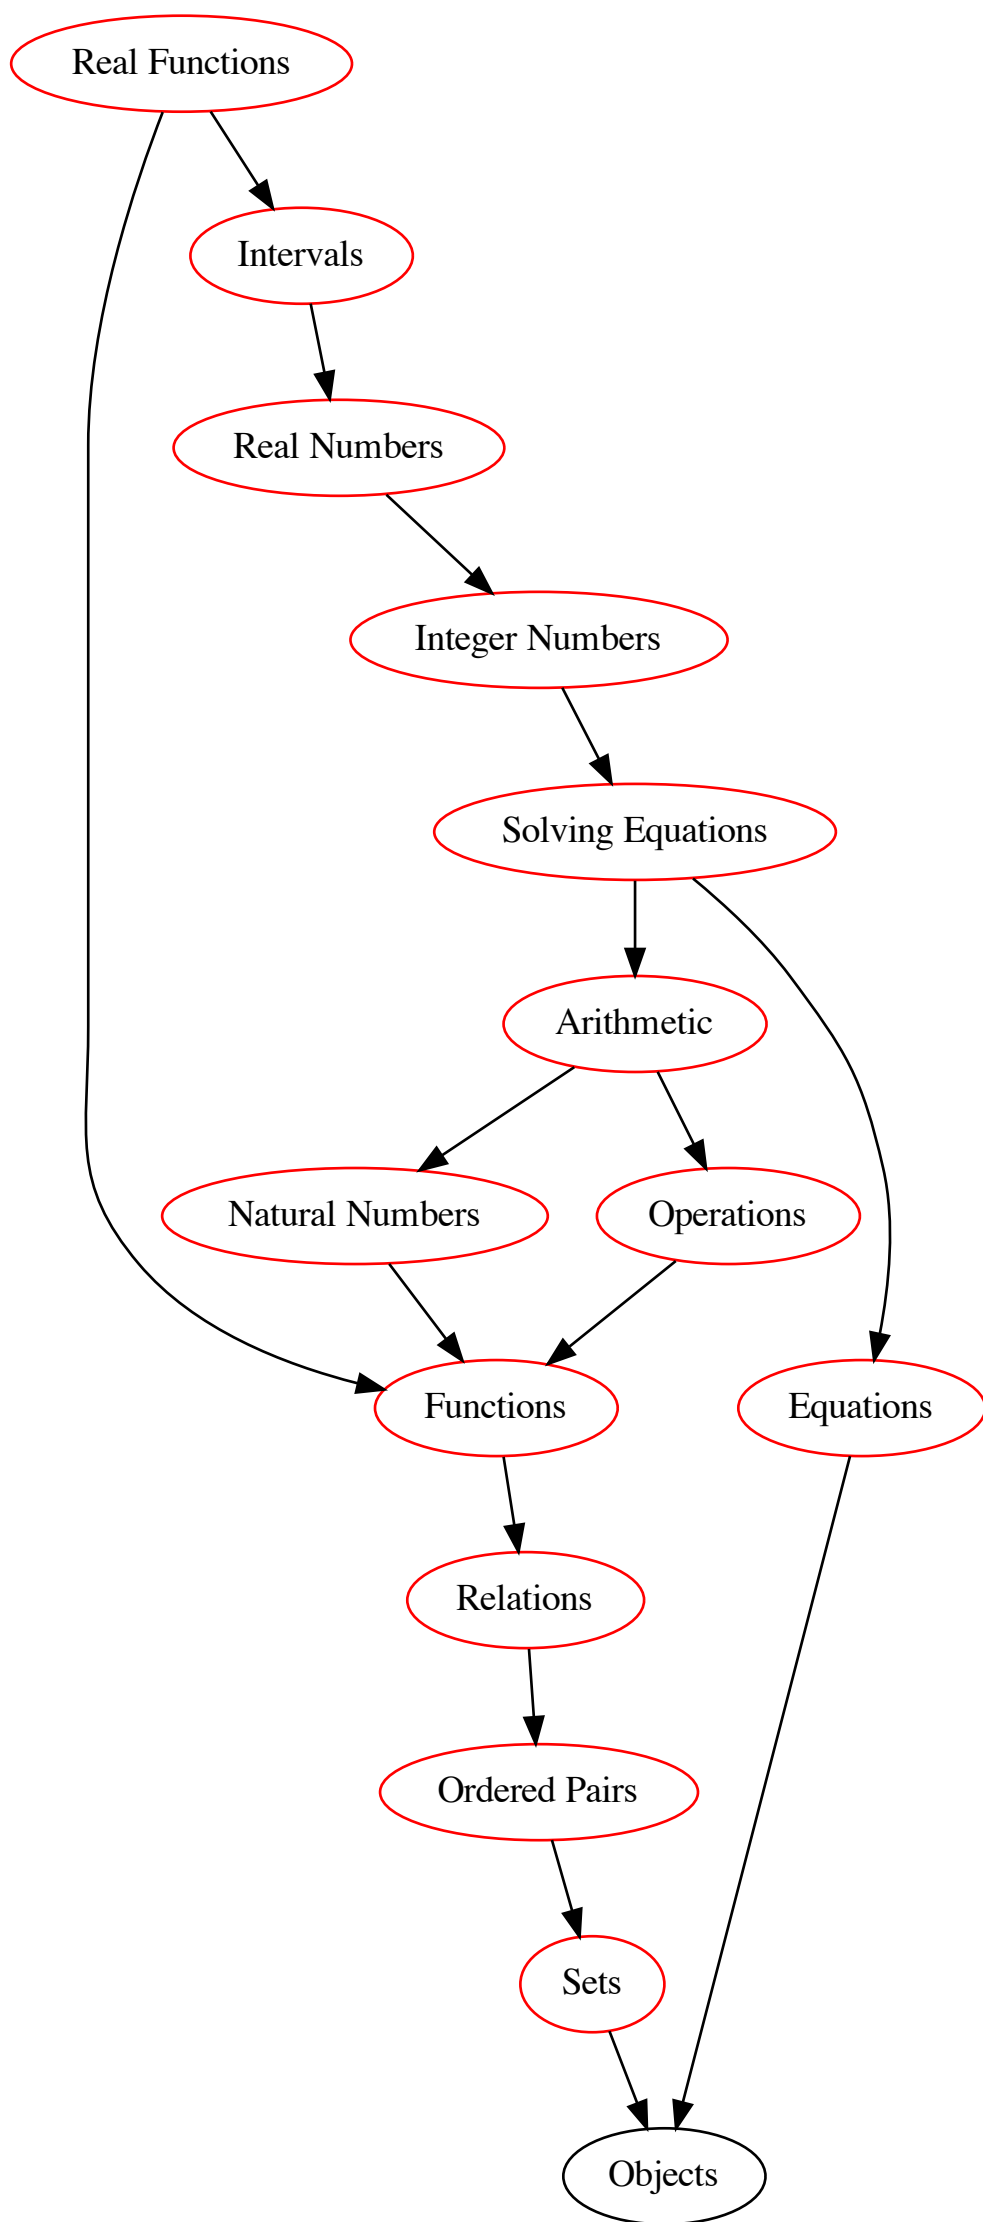 Real Functions
Intervals
Real Numbers
Integer Numbers
Solving Equations
Arithmetic
Natural Numbers
Operations
Functions
Equations
Relations
Ordered Pairs
Sets
Objects